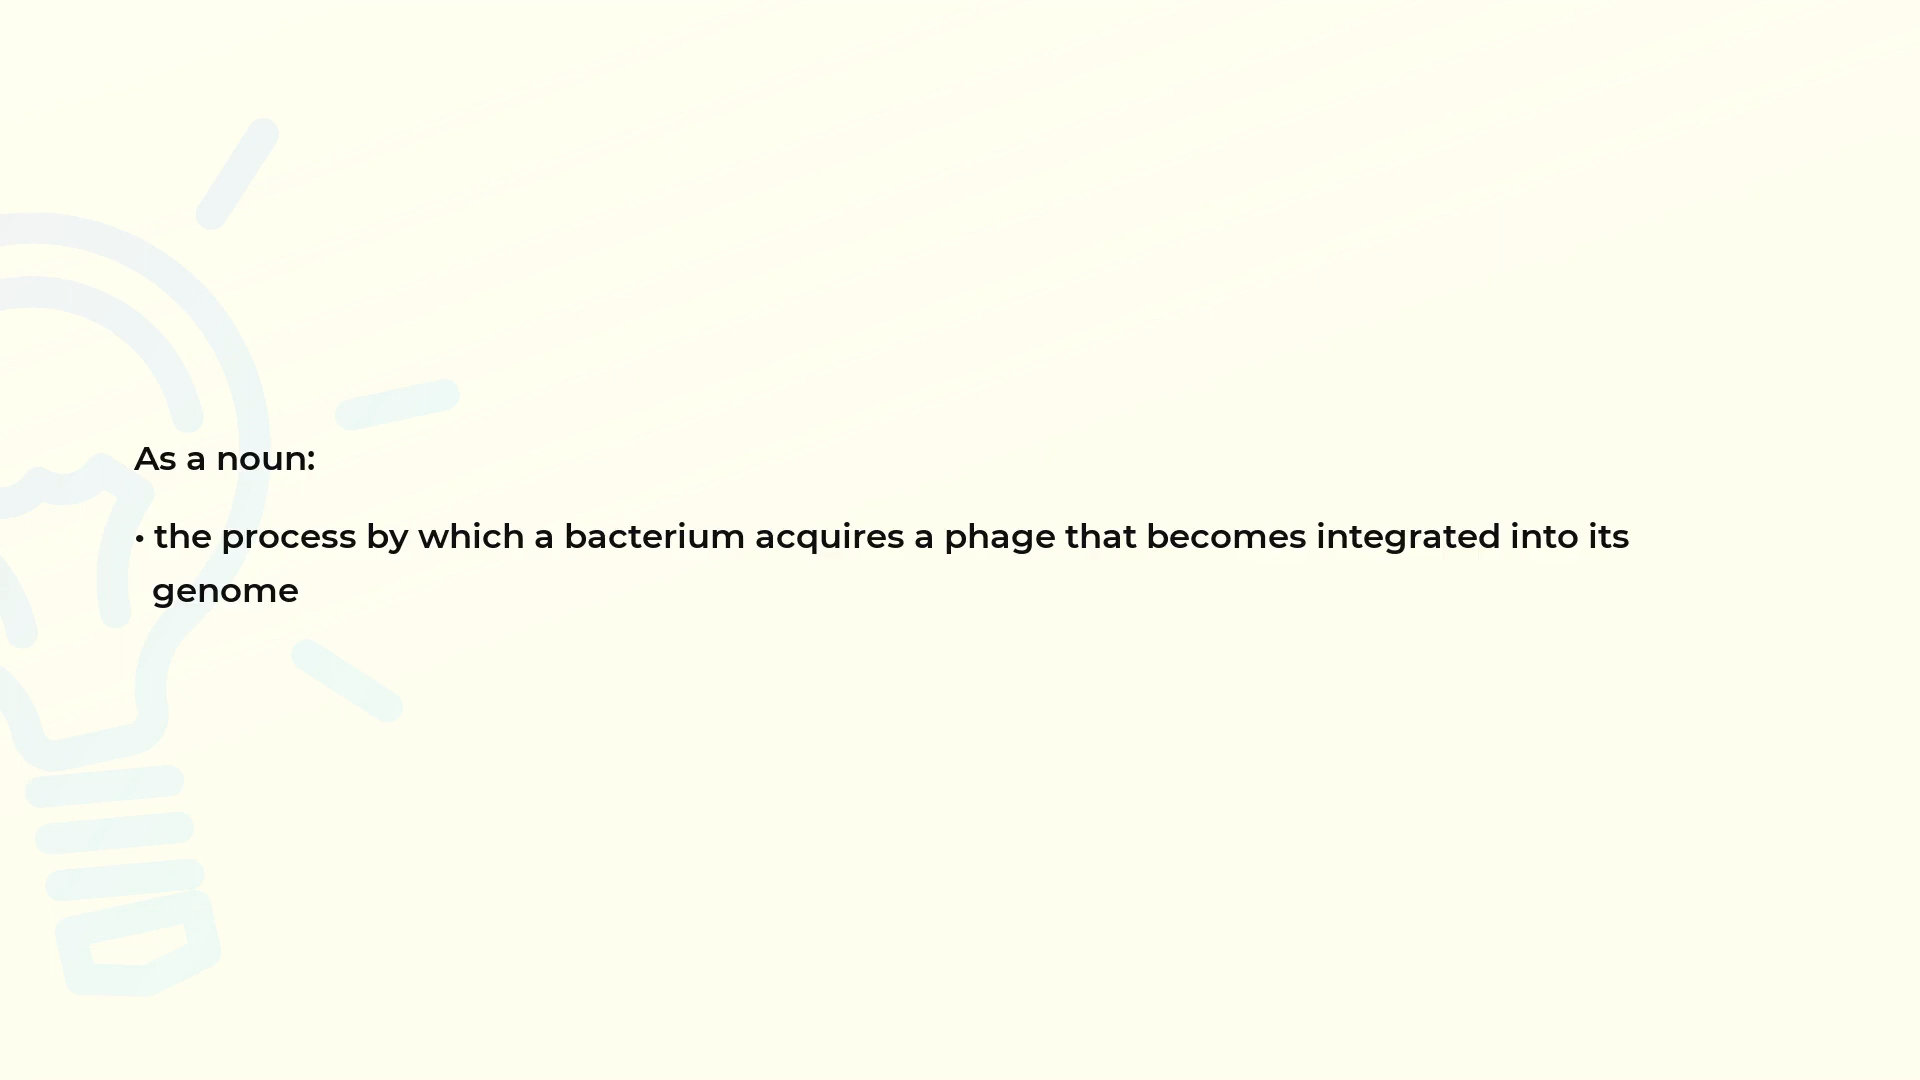 As a noun:
• the process by which a bacterium acquires a phage that becomes integrated into its
genome